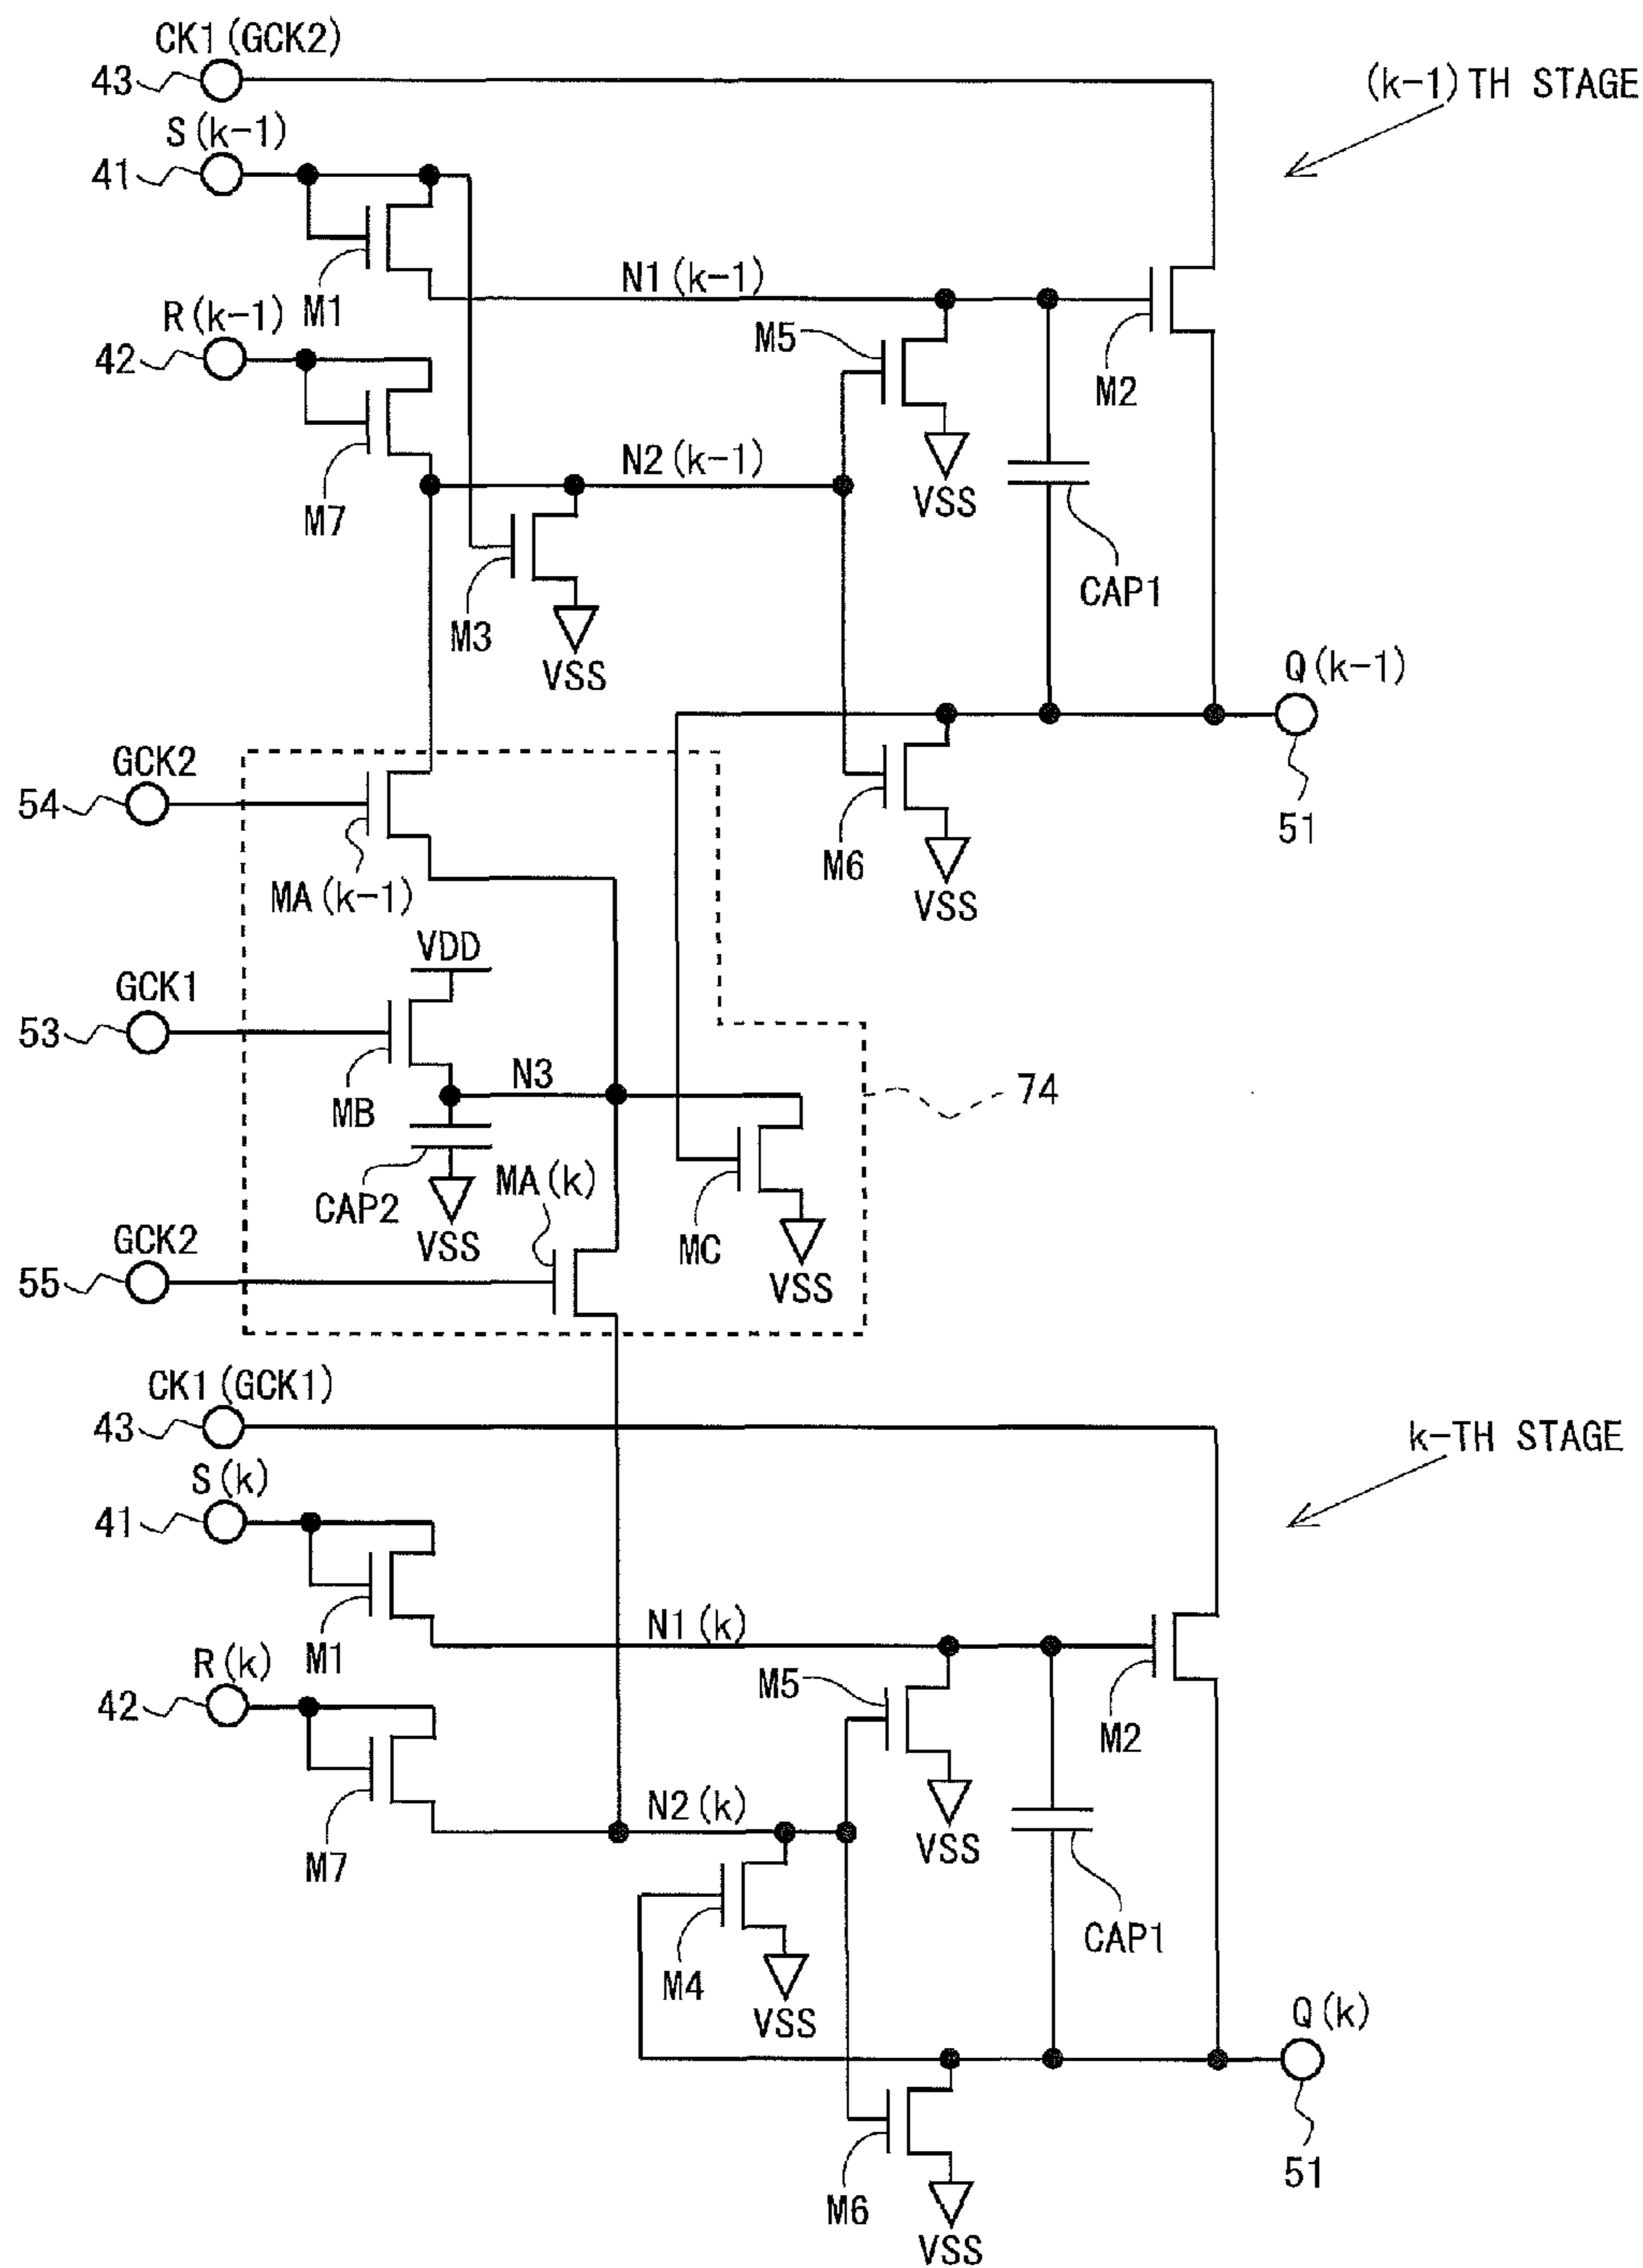 CK1(GCK2)
43
(k-1)TH STAGE
S(k-1)
41
M1
N1(k-1)
R(k-1)
42
M5
M2
M7
N2(k-1)
VSS
CAP1
M3
VSS
Q(k-1)
51
GCK2
54
M6
MA(k-1)
VSS
VDD
GCK1
53
N3
MB
74
CAP2
MA(k)
VSS
MC
GCK2
55
VSS
CK1(GCK1)
43
k-TH STAGE
S(k)
41
M1
N1(k)
R(k)
42
M5
M2
M7
N2(k)
VSS
CAP1
M4
VSS
Q(k)
51
M6
VSS